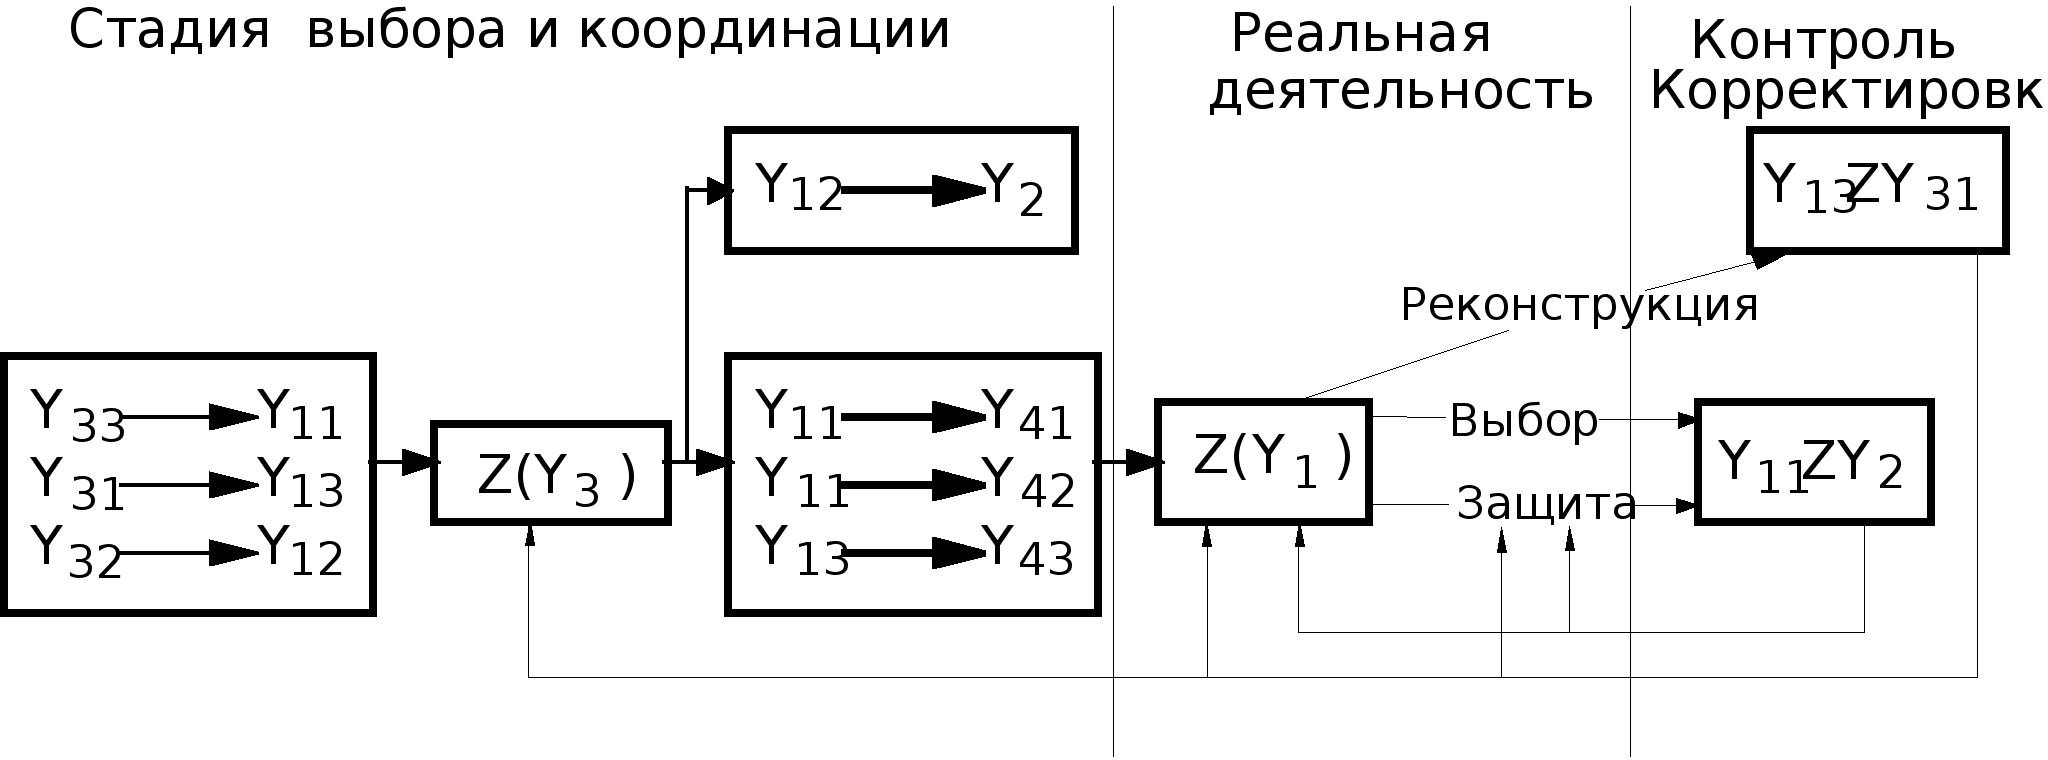 Стадия выбора и координации
Реальная
деятельность
Контроль
Корректировк
Y12 Y2
Y13ZY31
Реконструкция
Y33 Y11
Y31 Y13
Y32 Y12
Z(Y3 )
Y11 Y41
Y11 Y42
Y13 Y43
Z(Y1 )
Выбор
Защита
Y11ZY2